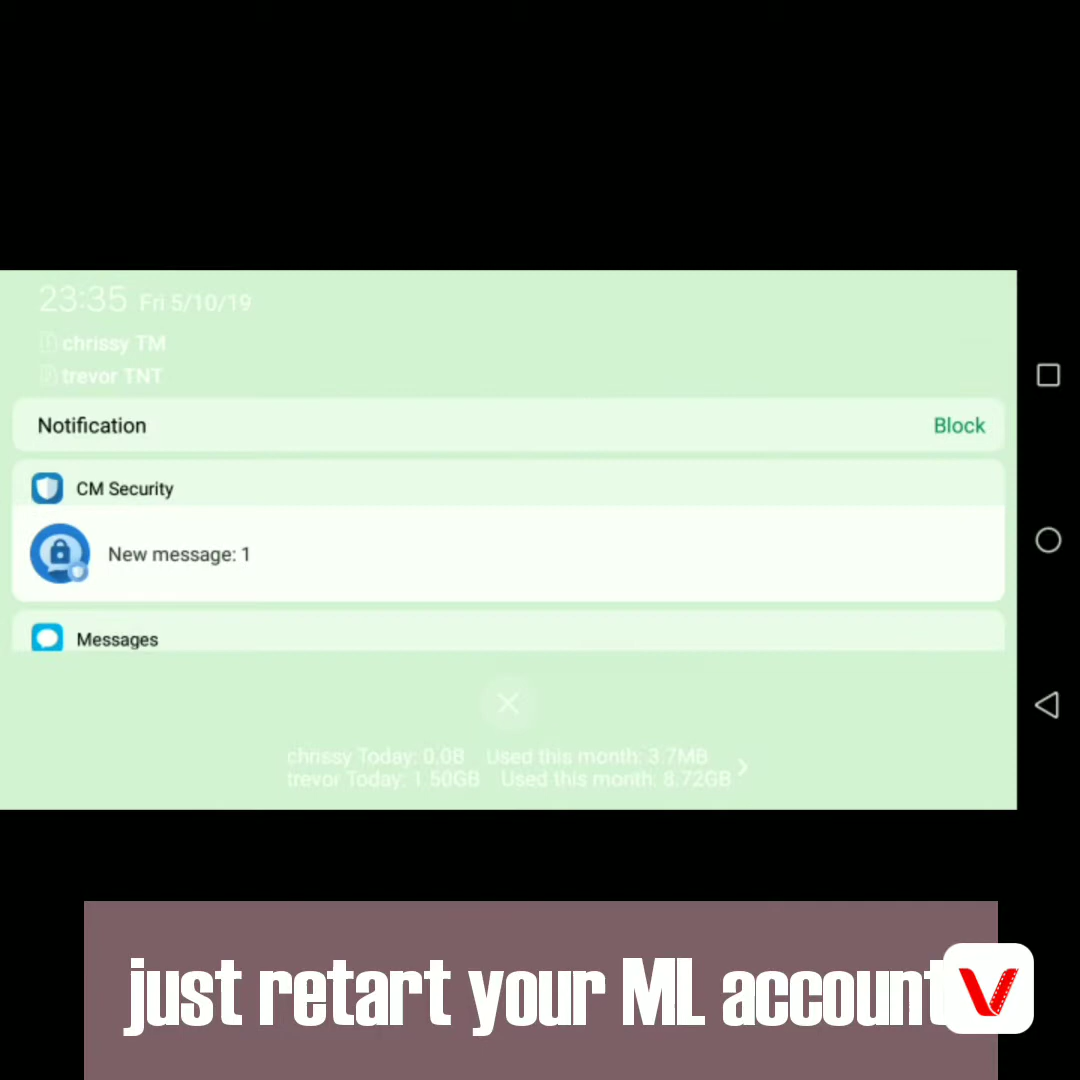 23:35 Fri 5/10/19
1 chrissy TM
2 trevor TNT
Notification Block
CM Security
New message: 1
Messages
chrissy Today: 0.08 Used this month: 3.7MB
trevor Today: 1.50GB Used this month: 8.72GB
just retart your ML account
V